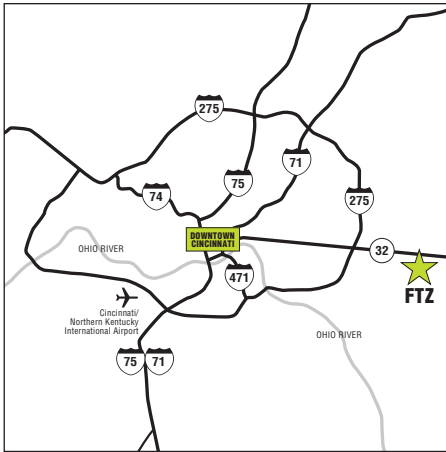 275
71
75
74
275
DOWNTOWN
CINCINNATI
32
OHIO RIVER
471
FTZ
Cincinnati/
Northern Kentucky
International Airport
OHIO RIVER
75 71